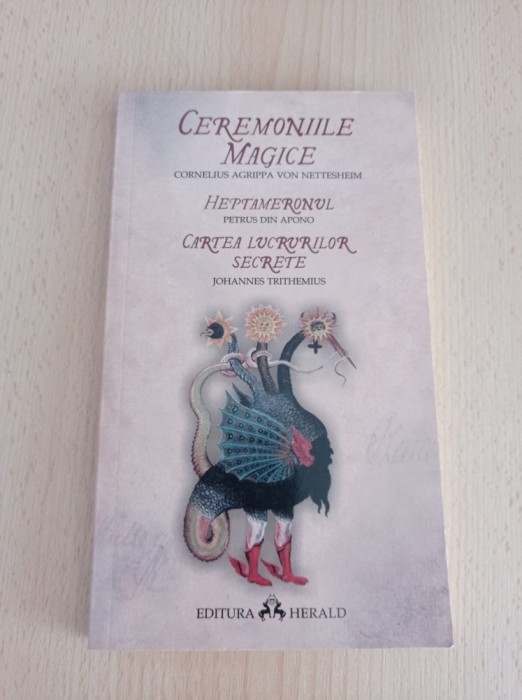 CEREMONIILE
MAGICE
CORNELIUS AGRIPPA VON NETTESHEIM
HEPTAMERONUL
PETRUS DIN APONO
CARTEA LUCRURILOR
SECRETE
JOHANNES TRITHEMIUS
EDITURA HERALD